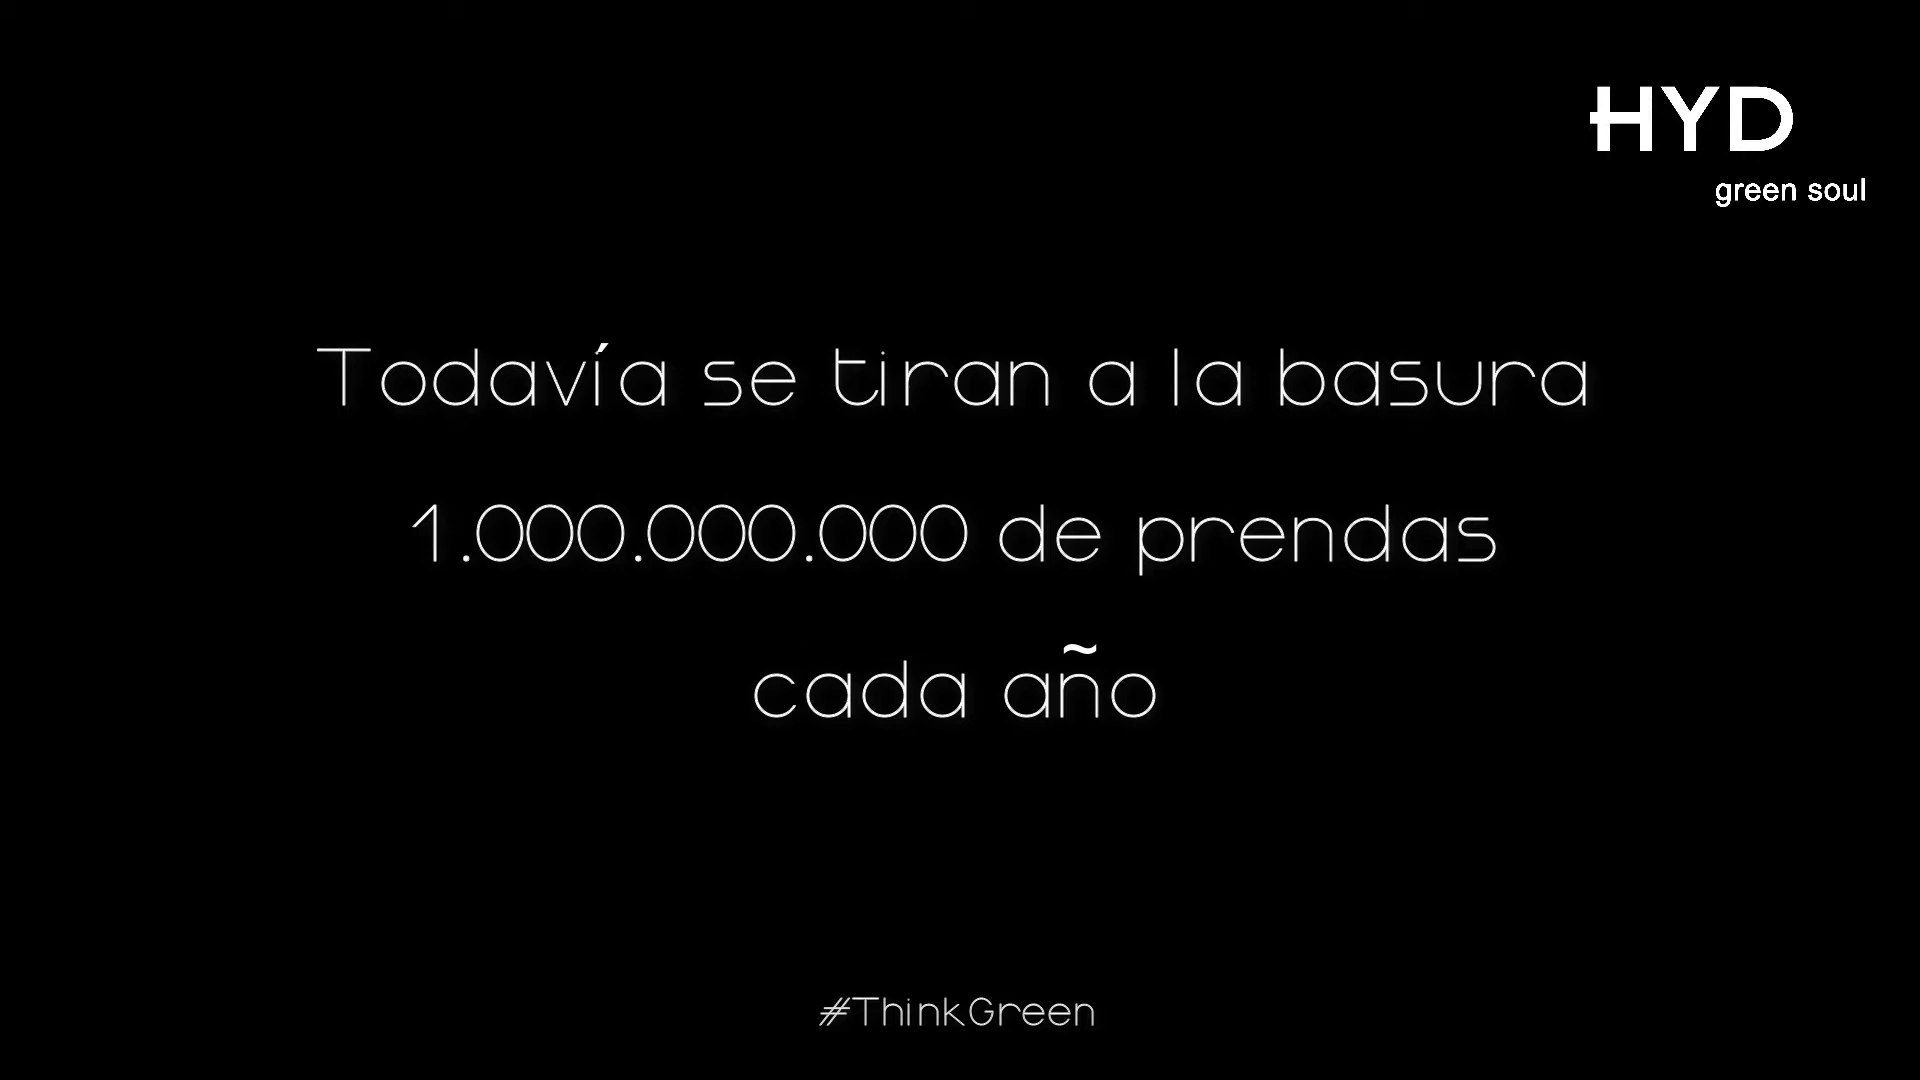 HYD
green soul
Todavía se tiran a la basura
1.000.000.000 de prendas
cada año
#ThinkGreen